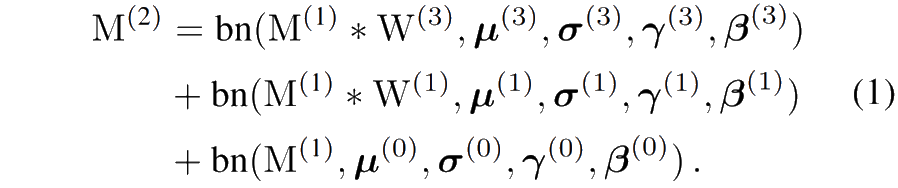 M⁽²⁾ = bn(M⁽¹⁾ * W⁽³⁾, μ⁽³⁾, σ⁽³⁾, γ⁽³⁾, β⁽³⁾)
+ bn(M⁽¹⁾ * W⁽¹⁾, μ⁽¹⁾, σ⁽¹⁾, γ⁽¹⁾, β⁽¹⁾) (1)
+ bn(M⁽¹⁾, μ⁽⁰⁾, σ⁽⁰⁾, γ⁽⁰⁾, β⁽⁰⁾) .